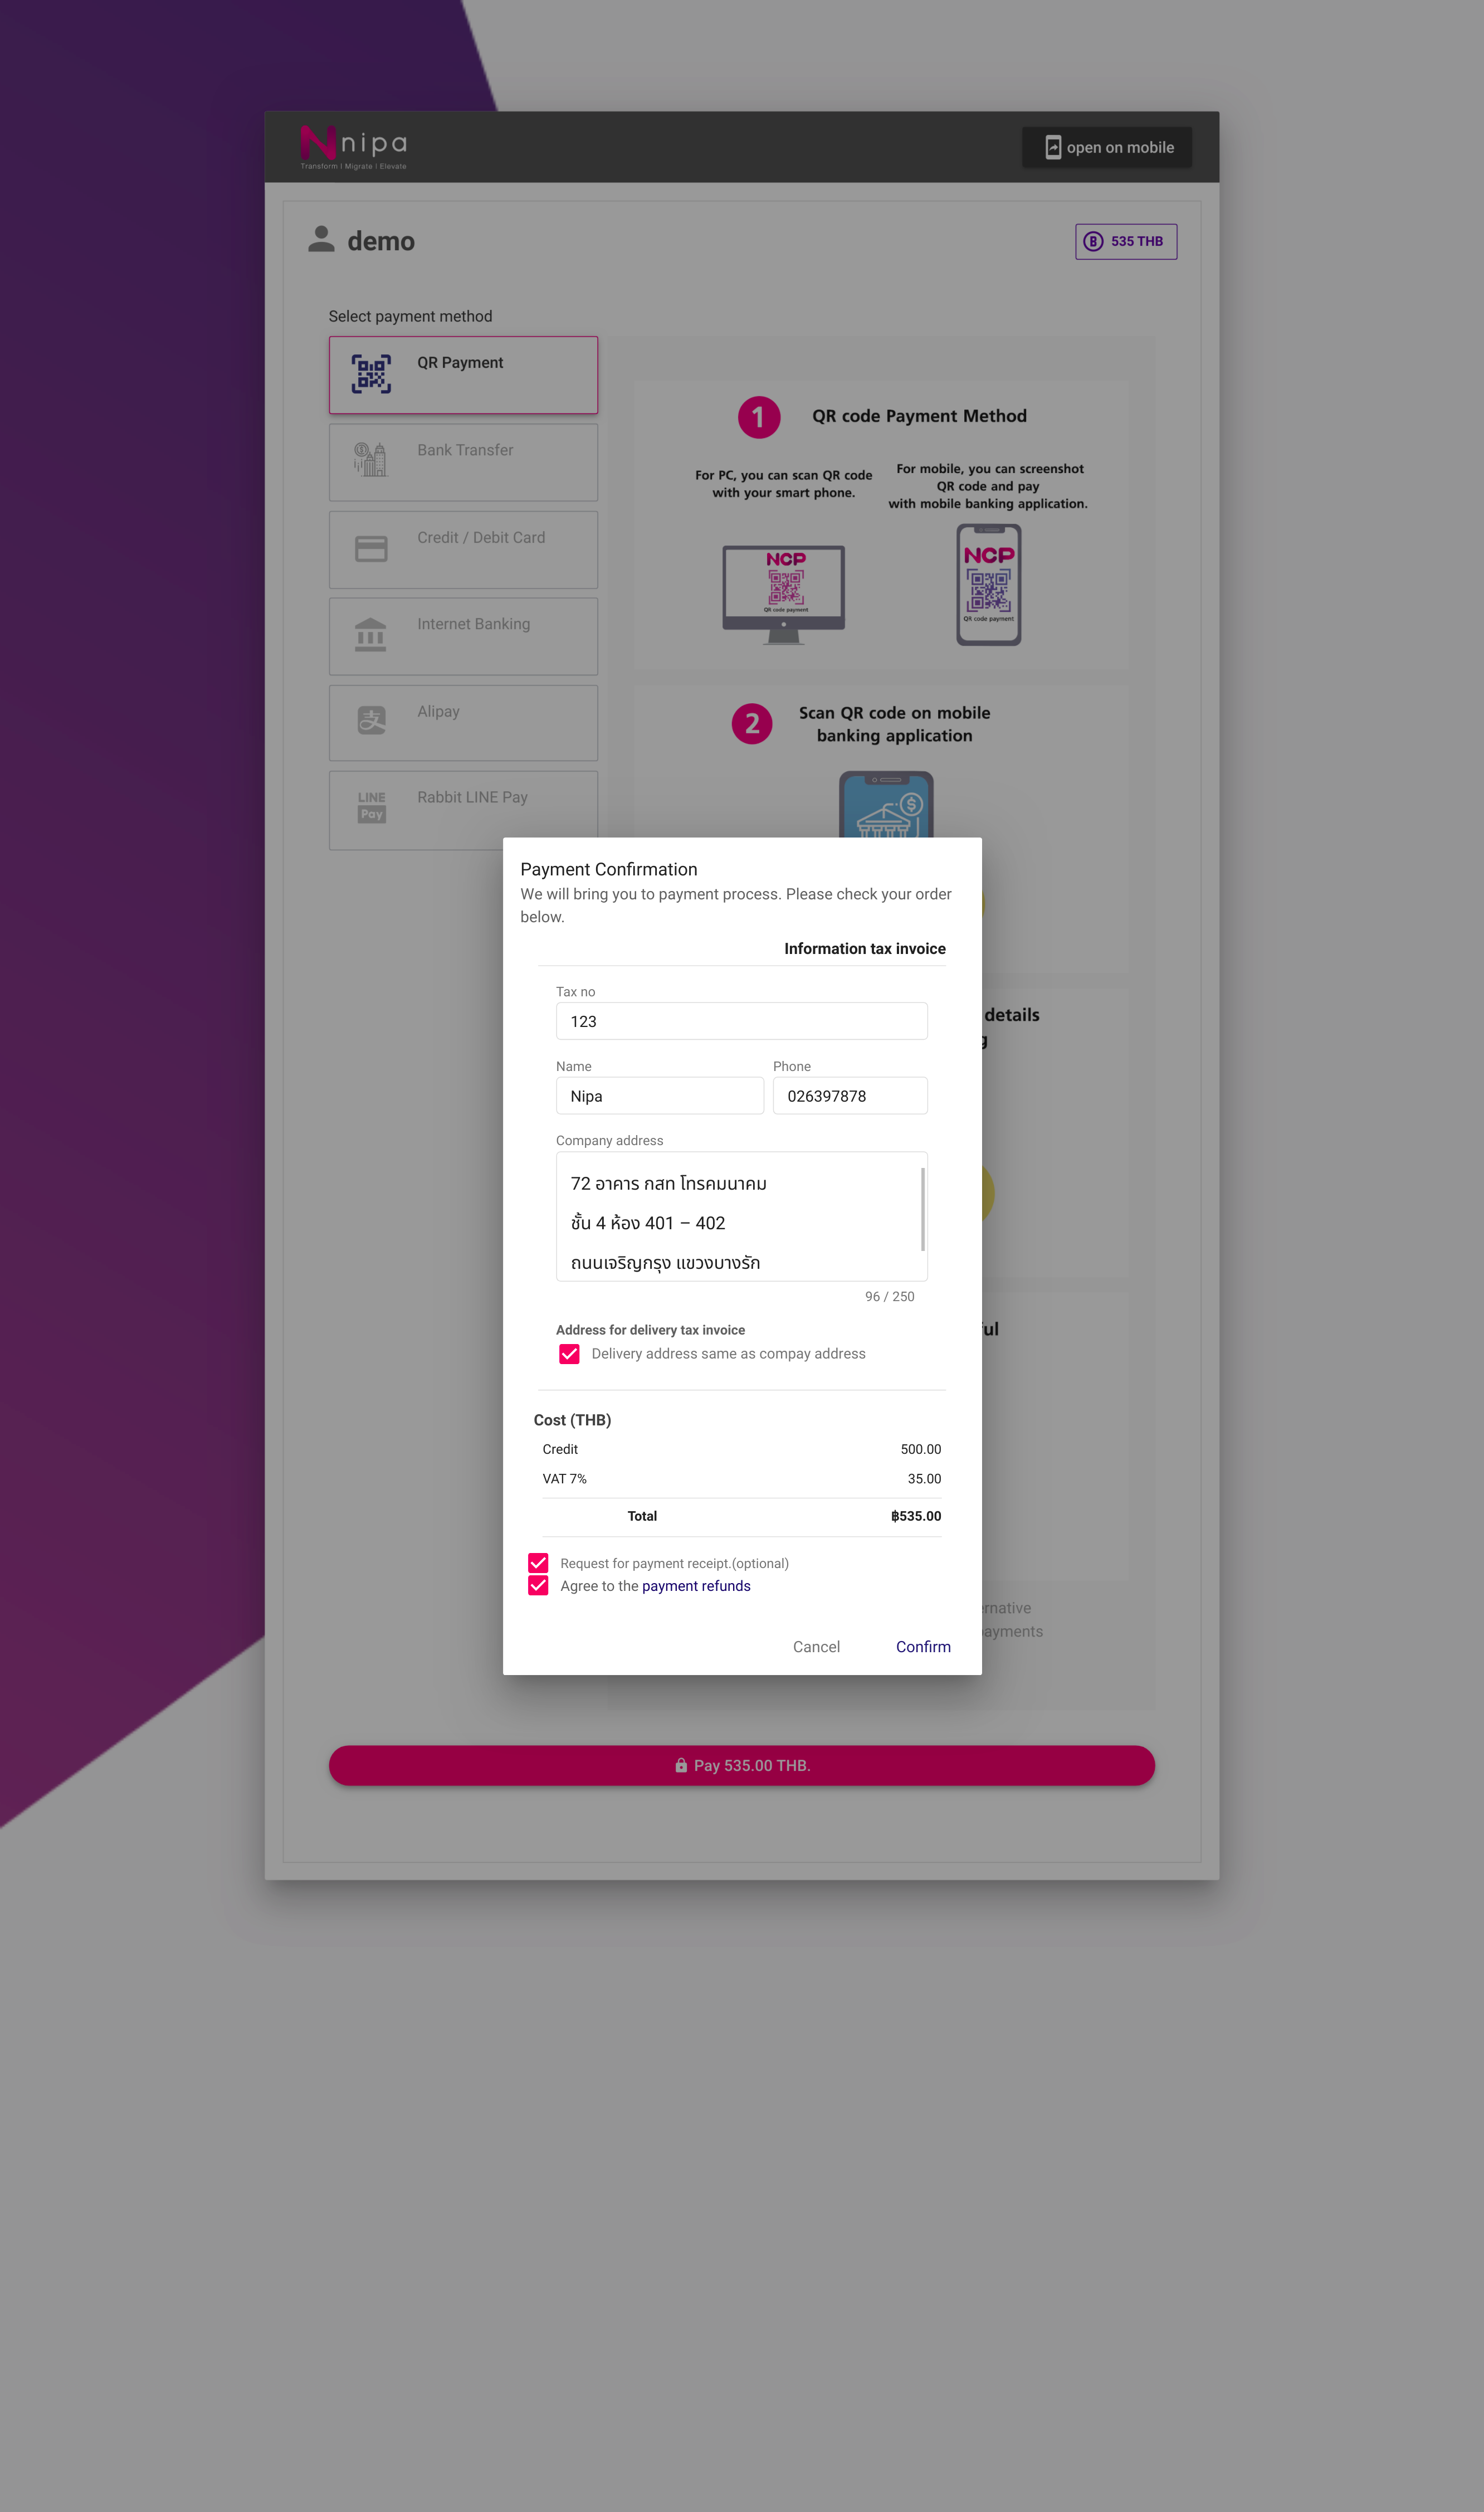 nipa
Transform | Migrate | Elevate
open on mobile
demo
535 THB
Select payment method
QR Payment
Bank Transfer
Credit / Debit Card
Internet Banking
Alipay
LINE
Pay
Rabbit LINE Pay
1
QR code Payment Method
For PC, you can scan QR code
with your smart phone.
For mobile, you can screenshot
QR code and pay
with mobile banking application.
NCP
QR code payment
NCP
QR code payment
2
Scan QR code on mobile
banking application
details
Payment Confirmation
We will bring you to payment process. Please check your order
below.
Information tax invoice
Tax no
123
Name
Phone
Nipa
026397878
Company address
72 อาคาร กสท โทรคมนาคม
ชั้น 4 ห้อง 401 – 402
ถนนเจริญกรุง แขวงบางรัก
96 / 250
Address for delivery tax invoice
Delivery address same as compay address
Cost (THB)
Credit 500.00
VAT 7% 35.00
Total ฿535.00
Request for payment receipt.(optional)
Agree to the payment refunds
Cancel
Confirm
Pay 535.00 THB.